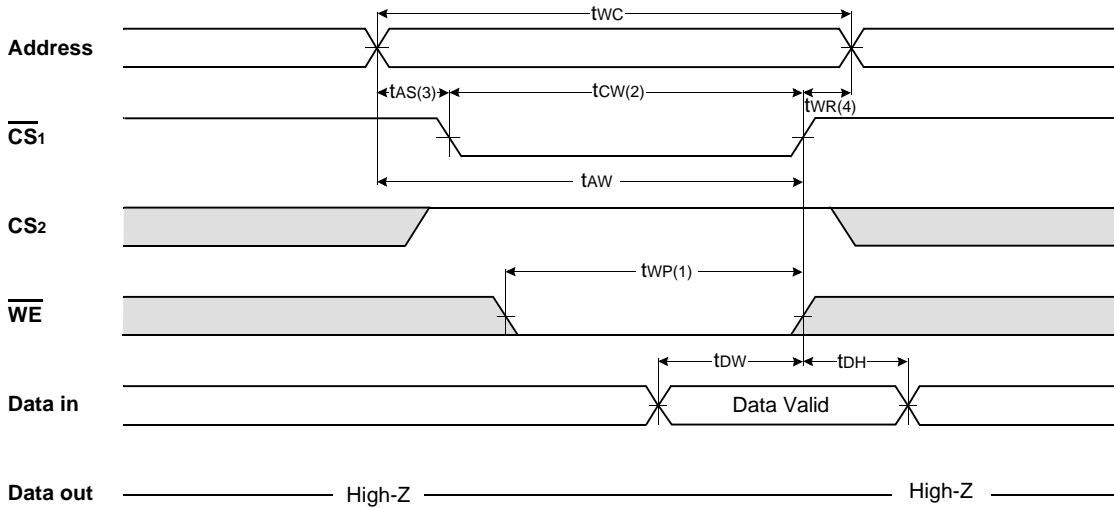 tWC
Address
tAS(3) tCW(2) tWR(4)
CS1
tAW
CS2
tWP(1)
WE
tDW tDH
Data in Data Valid
Data out High-Z High-Z